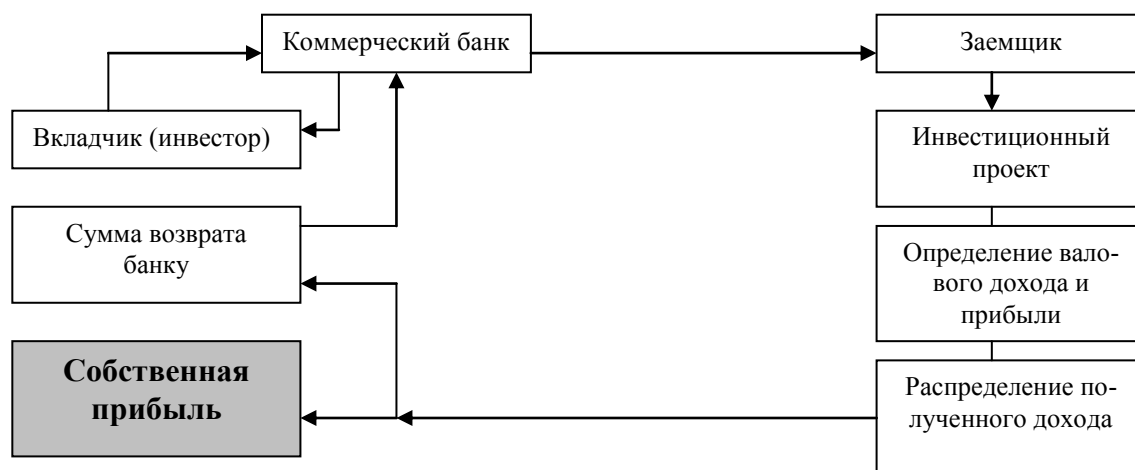 Коммерческий банк
Заемщик
Вкладчик (инвестор)
Инвестиционный
проект
Сумма возврата
банку
Определение вало-
вого дохода и
прибыли
Собственная
прибыль
Распределение по-
лученного дохода